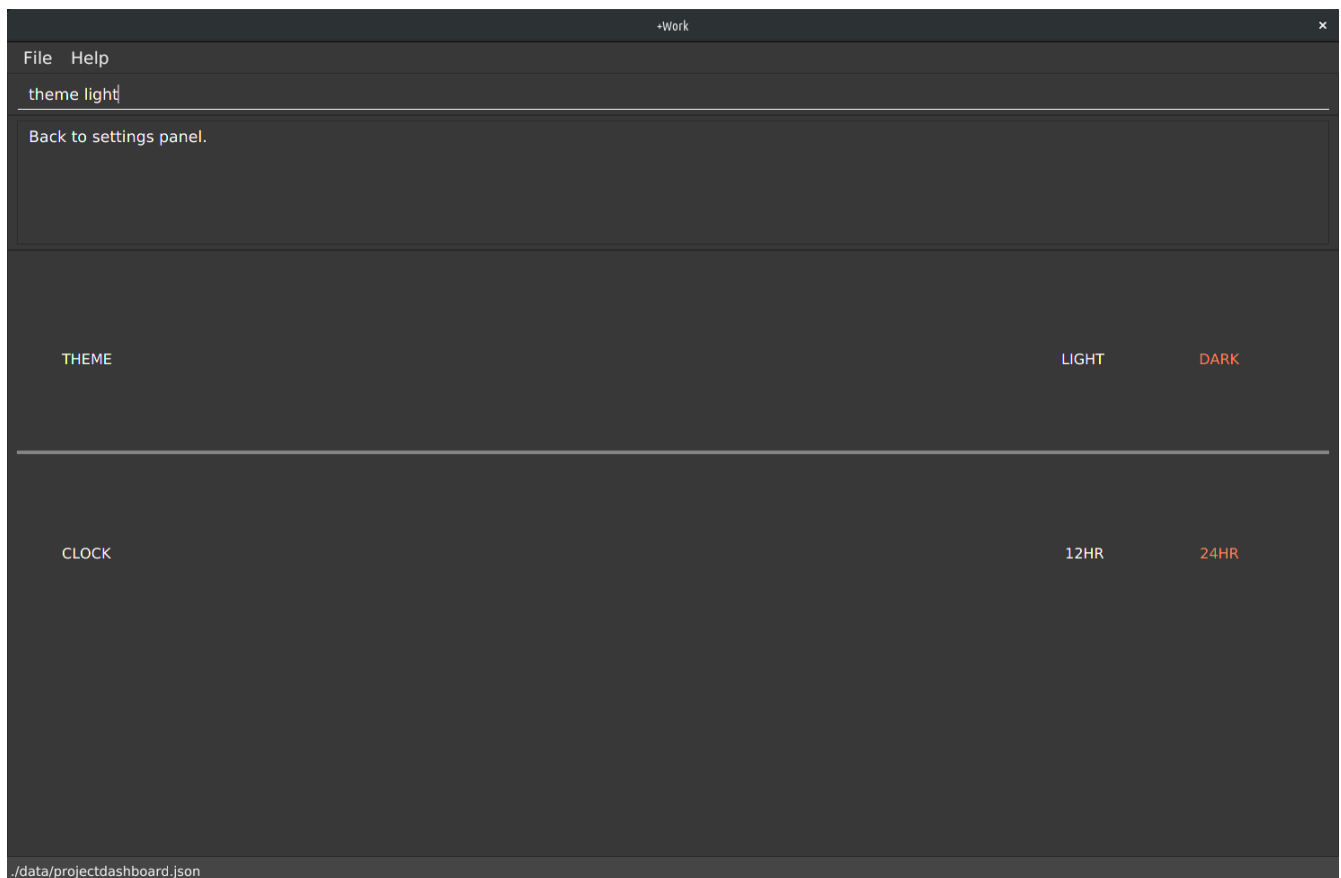 +Work ×
File Help
theme light
Back to settings panel.
THEME LIGHT DARK
CLOCK 12HR 24HR
./data/projectdashboard.json